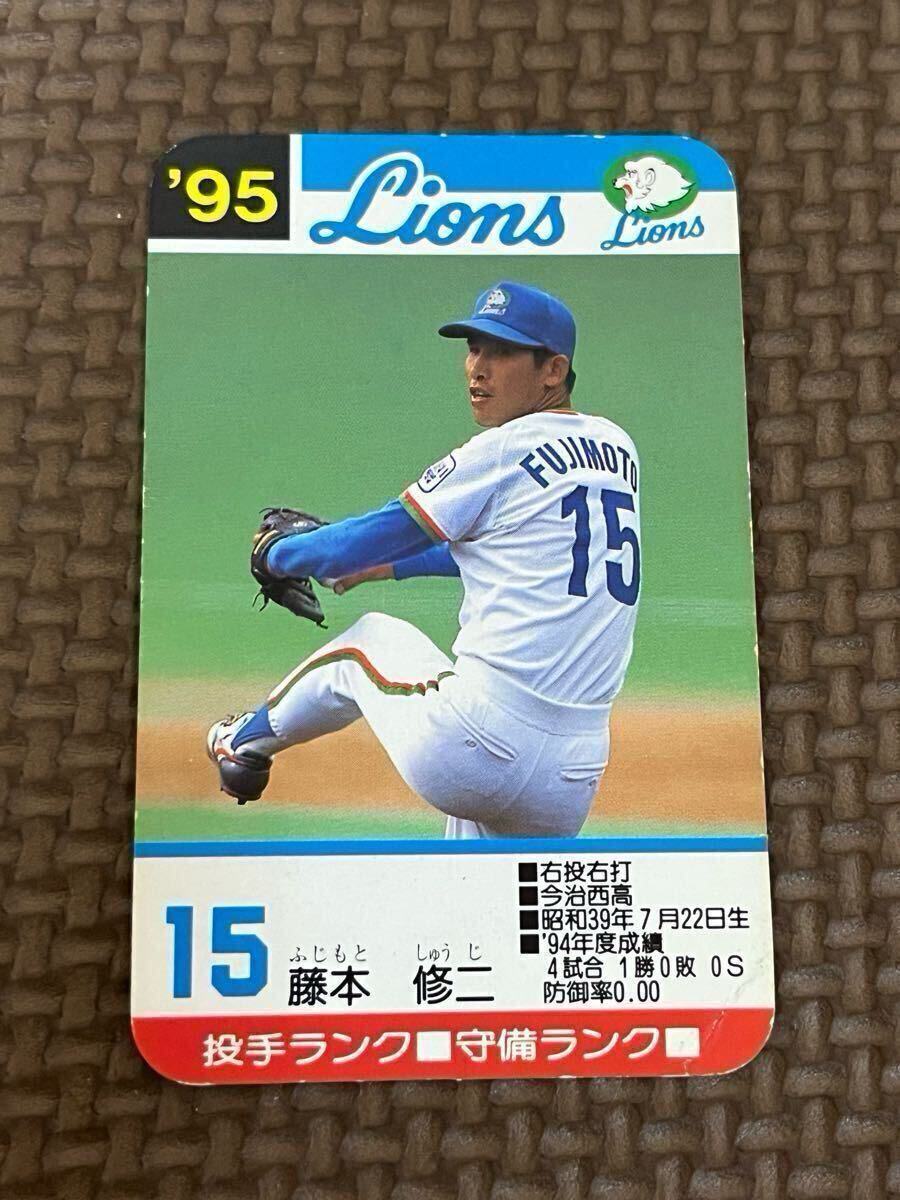 '95
Lions
Lions
Lions
FUJIMOTO
15
■右投右打
■今治西高
■昭和39年7月22日生
■'94年度成績
4試合 1勝0敗 0S
防御率0.00
15
ふじもと しゅうじ
藤本 修二
投手ランク■守備ランク■